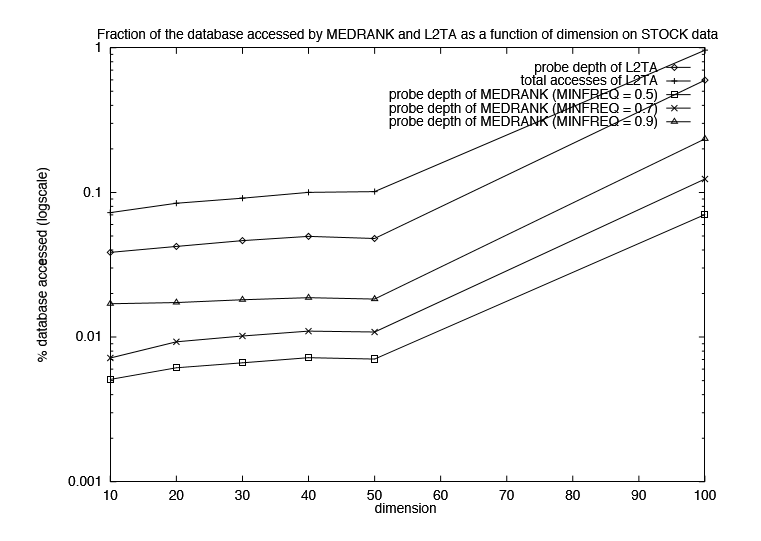 Fraction of the database accessed by MEDRANK and L2TA as a function of dimension on STOCK data
1
probe depth of L2TA
total accesses of L2TA
probe depth of MEDRANK (MINFREQ = 0.5)
probe depth of MEDRANK (MINFREQ = 0.7)
probe depth of MEDRANK (MINFREQ = 0.9)
0.1
% database accessed (logscale)
0.01
0.001
10 20 30 40 50 60 70 80 90 100
dimension